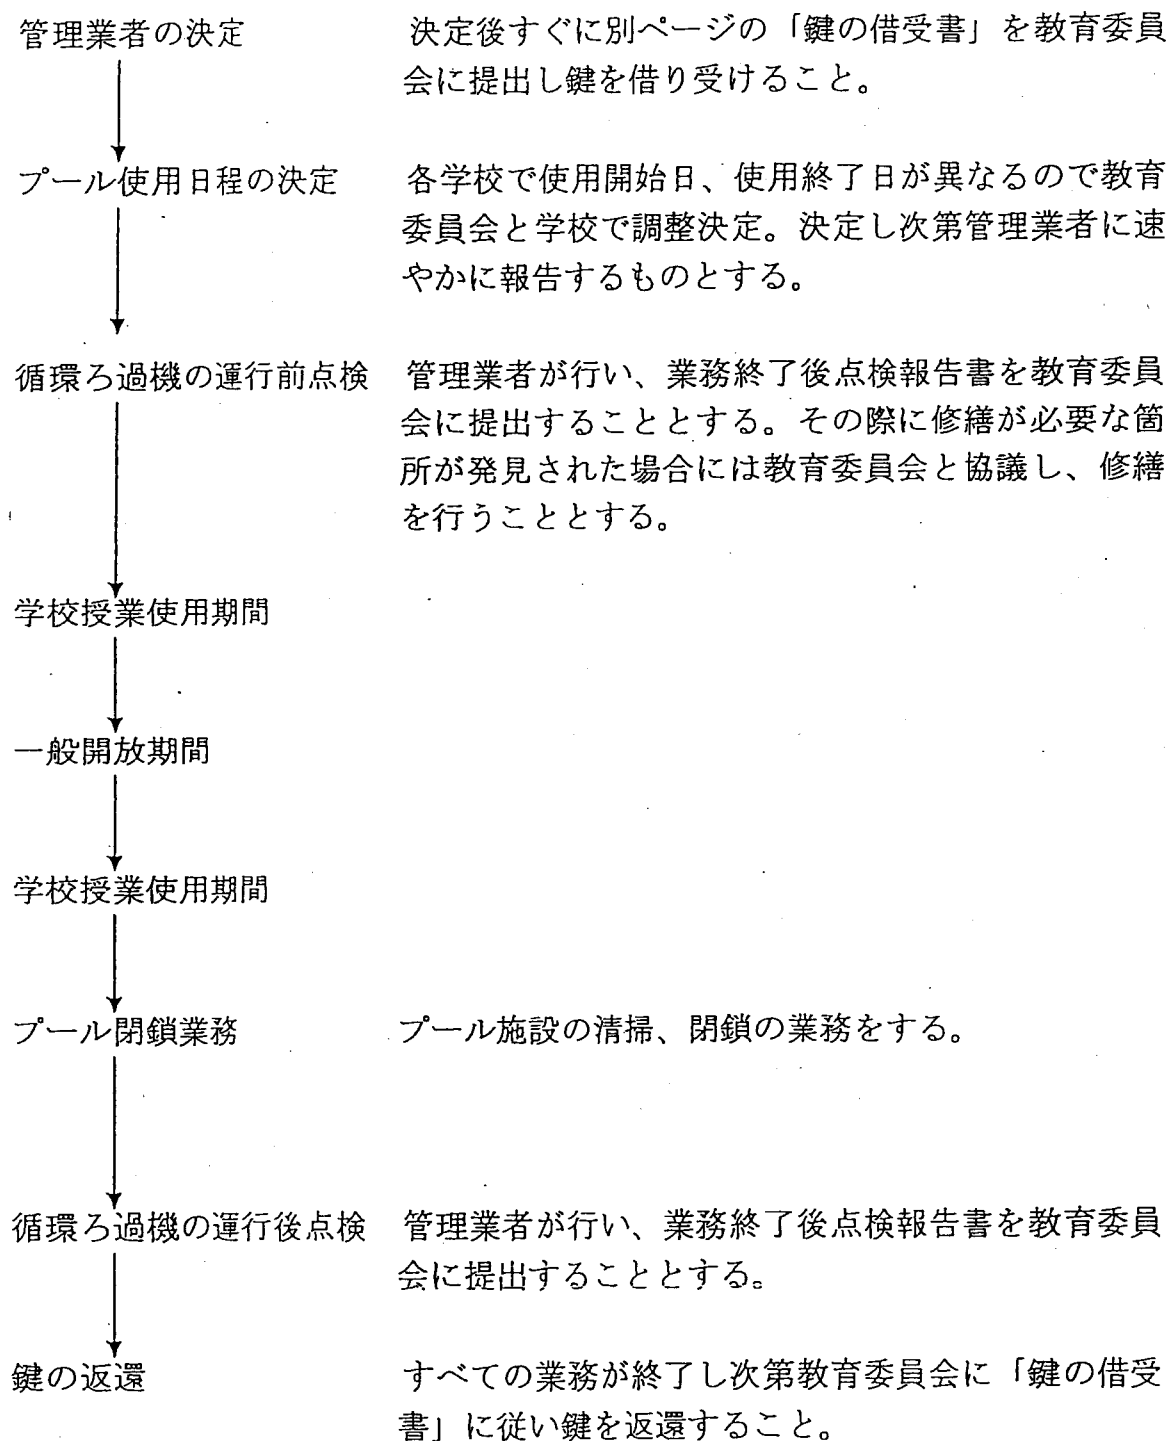 管理業者の決定
決定後すぐに別ページの「鍵の借受書」を教育委員
会に提出し鍵を借り受けること。
プール使用日程の決定
各学校で使用開始日、使用終了日が異なるので教育
委員会と学校で調整決定。決定し次第管理業者に速
やかに報告するものとする。
循環ろ過機の運行前点検
管理業者が行い、業務終了後点検報告書を教育委員
会に提出することとする。その際に修繕が必要な箇
所が発見された場合には教育委員会と協議し、修繕
を行うこととする。
学校授業使用期間
一般開放期間
学校授業使用期間
プール閉鎖業務
プール施設の清掃、閉鎖の業務をする。
循環ろ過機の運行後点検
管理業者が行い、業務終了後点検報告書を教育委員
会に提出することとする。
鍵の返還
すべての業務が終了し次第教育委員会に「鍵の借受
書」に従い鍵を返還すること。